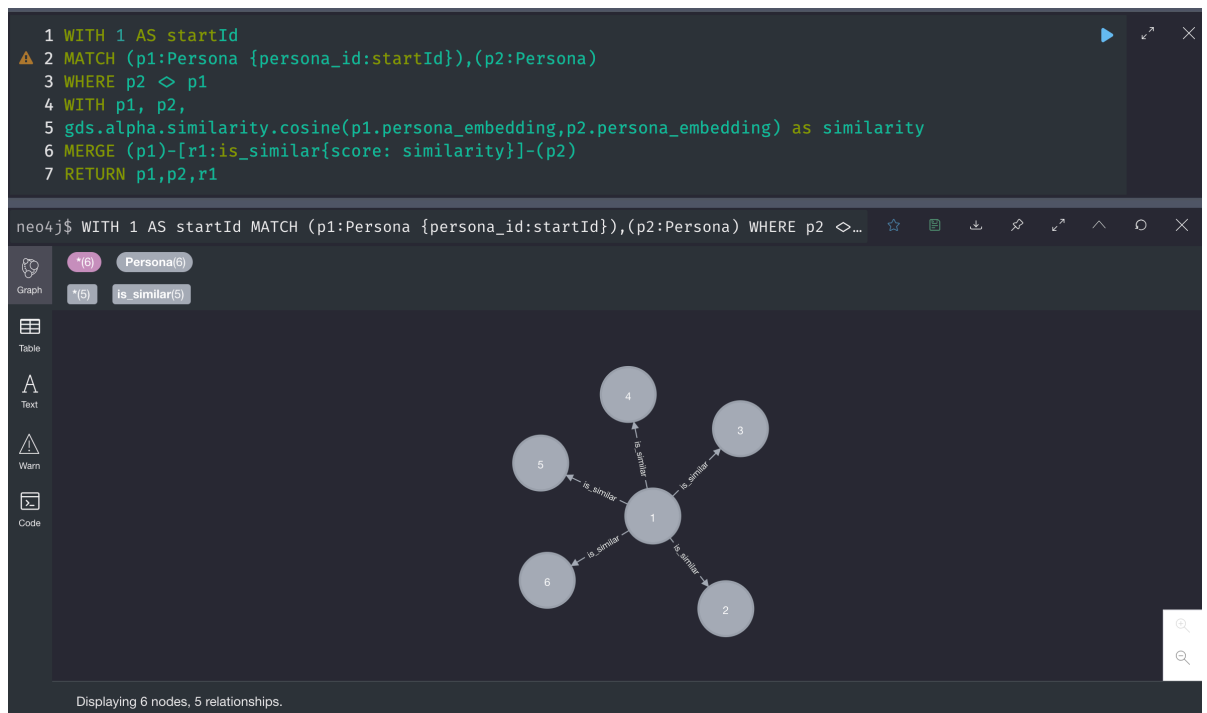 1 WITH 1 AS startId
2 MATCH (p1:Persona {persona_id:startId}),(p2:Persona)
3 WHERE p2 <> p1
4 WITH p1, p2,
5 gds.alpha.similarity.cosine(p1.persona_embedding,p2.persona_embedding) as similarity
6 MERGE (p1)-[r1:is_similar{score: similarity}]-(p2)
7 RETURN p1,p2,r1
neo4j$ WITH 1 AS startId MATCH (p1:Persona {persona_id:startId}),(p2:Persona) WHERE p2 <>…
*(6) Persona(6)
Graph
*(5) is_similar(5)
Table
A
Text
Warn
Code
4
3
is_similar
5
is_similar
is_similar
1
is_similar
is_similar
6
2
Displaying 6 nodes, 5 relationships.